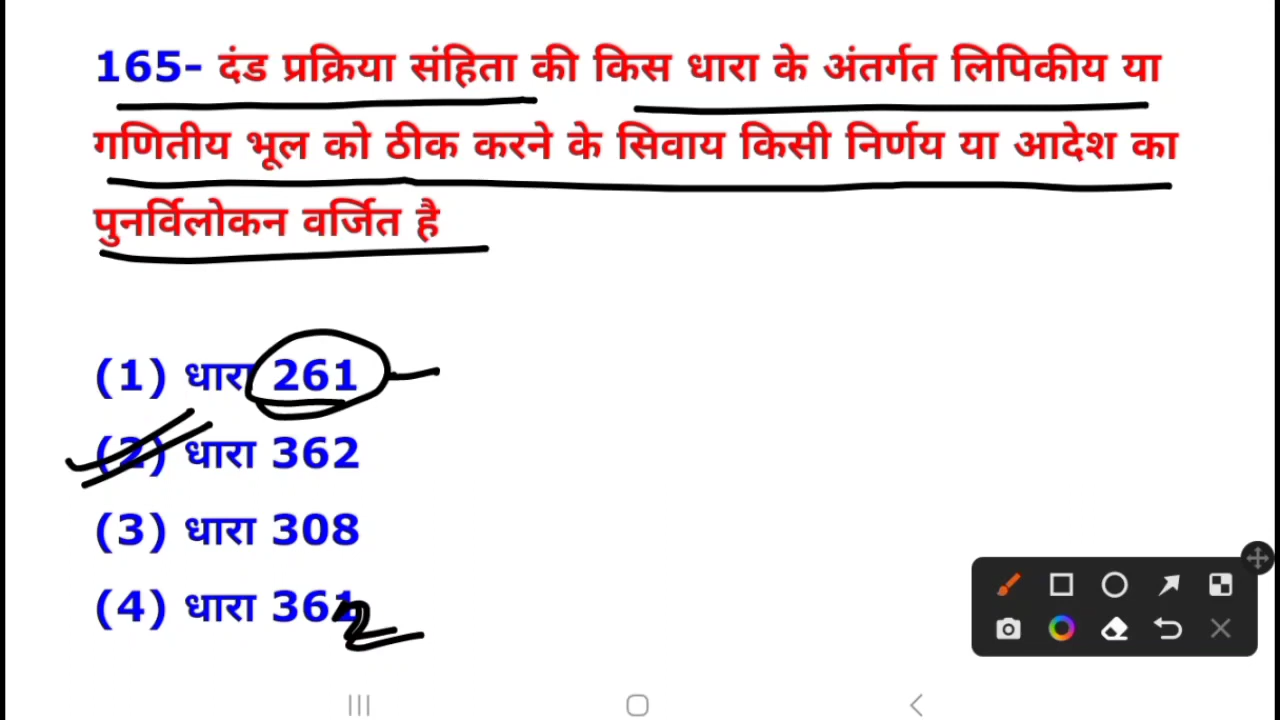 165- दंड प्रक्रिया संहिता की किस धारा के अंतर्गत लिपिकीय या
गणितीय भूल को ठीक करने के सिवाय किसी निर्णय या आदेश का
पुनर्विलोकन वर्जित है
(1) धारा 261
(2) धारा 362
(3) धारा 308
(4) धारा 361
2